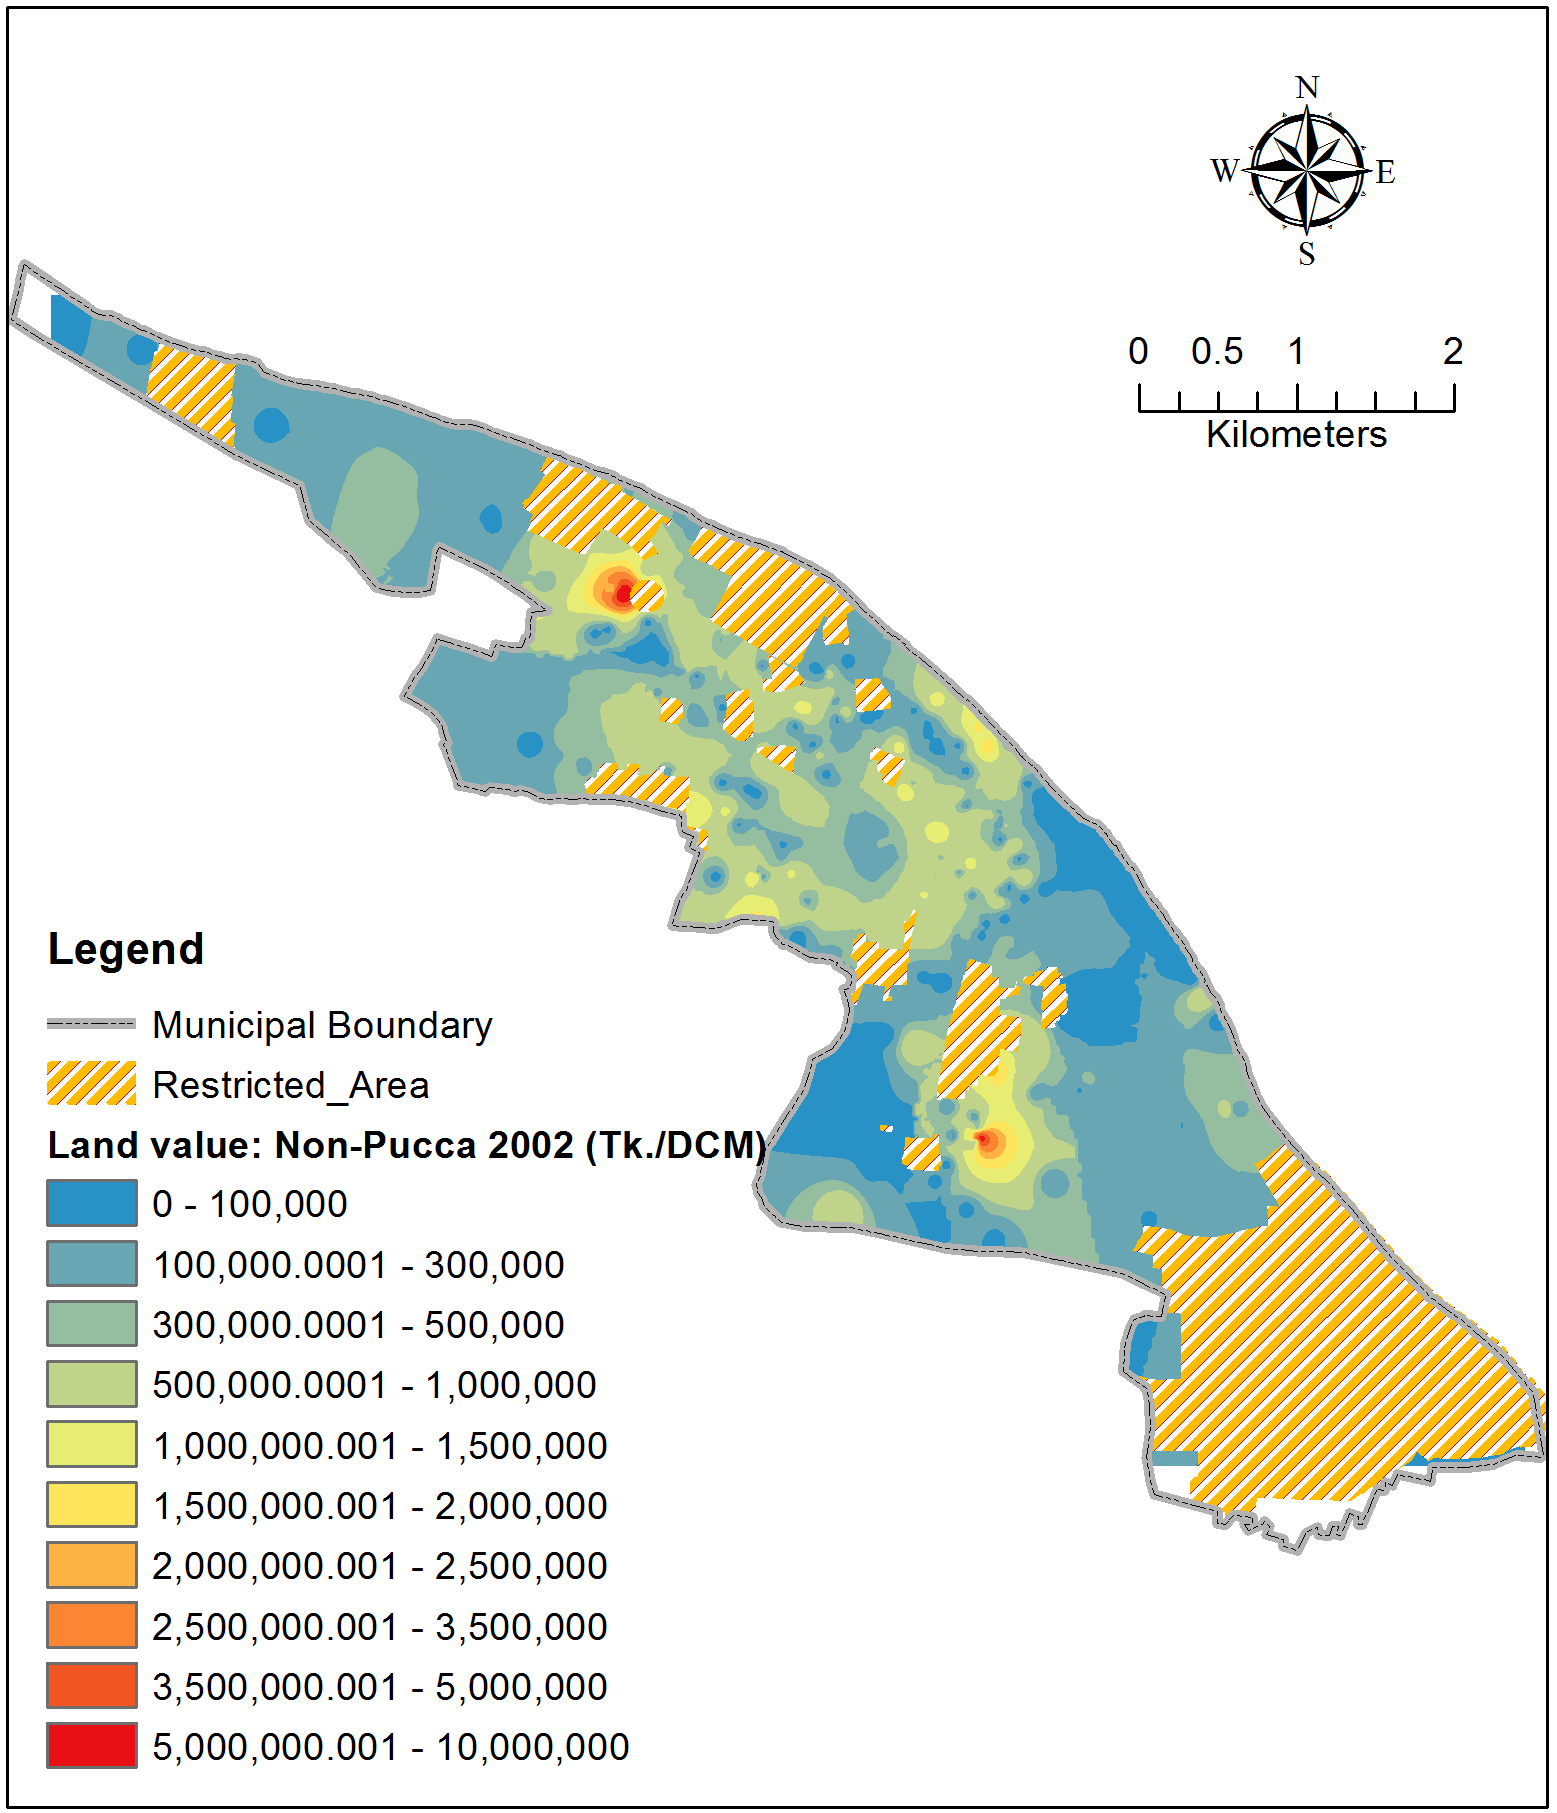 N
W E
S
0 0.5 1 2
Kilometers
Legend
Municipal Boundary
Restricted_Area
Land value: Non-Pucca 2002 (Tk./DCM)
0 - 100,000
100,000.0001 - 300,000
300,000.0001 - 500,000
500,000.0001 - 1,000,000
1,000,000.001 - 1,500,000
1,500,000.001 - 2,000,000
2,000,000.001 - 2,500,000
2,500,000.001 - 3,500,000
3,500,000.001 - 5,000,000
5,000,000.001 - 10,000,000